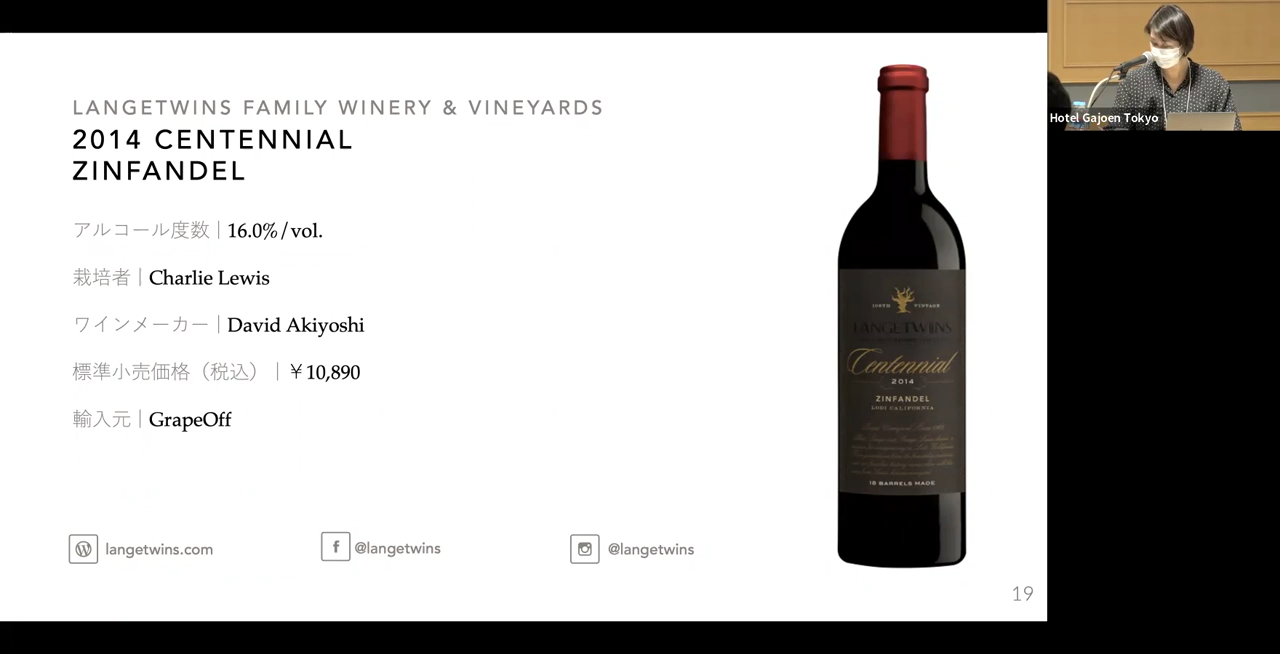 LANGETWINS FAMILY WINERY & VINEYARDS
2014 CENTENNIAL
ZINFANDEL
アルコール度数 | 16.0%/vol.
栽培者 | Charlie Lewis
ワインメーカー | David Akiyoshi
標準小売価格（税込） | ￥10,890
輸入元 | GrapeOff
langetwins.com
@langetwins
@langetwins
19
100TH VINTAGE
LANGETWINS
Centennial
2014
ZINFANDEL
LODI CALIFORNIA
16 BARRELS MADE
Hotel Gajoen Tokyo